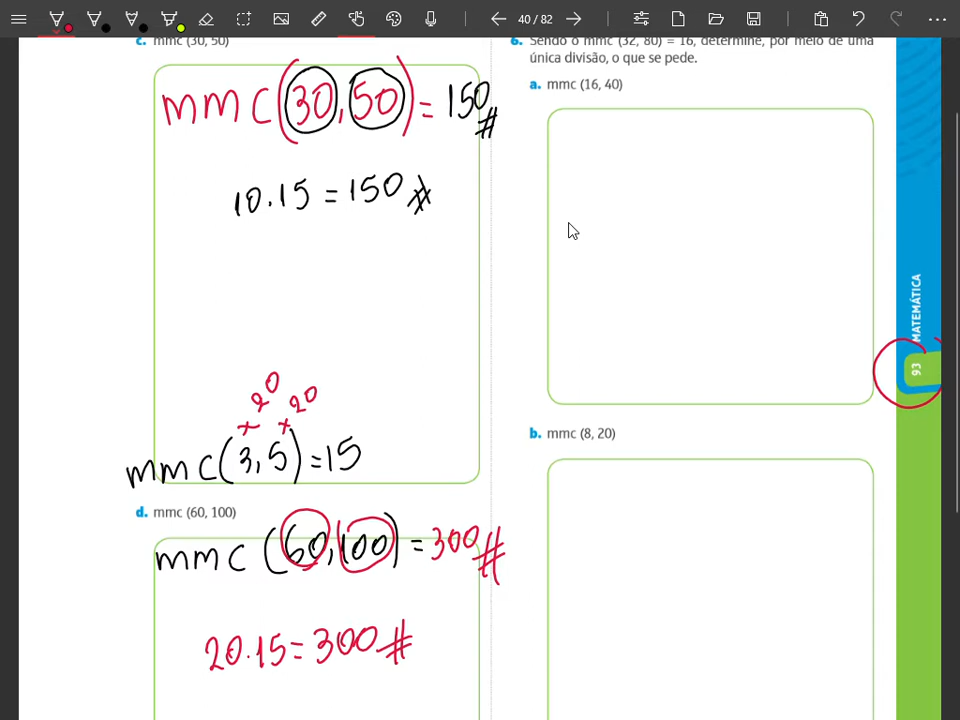 40 / 82
c. mmc (30, 50)
mmc(30,50)=150
10.15=150
×20 ×20
mmc(3,5)=15
d. mmc (60, 100)
mmc (60,100)=300
20.15=300
6. Sendo o mmc (32, 80) = 16, determine, por meio de uma
única divisão, o que se pede.
a. mmc (16, 40)
b. mmc (8, 20)
MATEMÁTICA
93